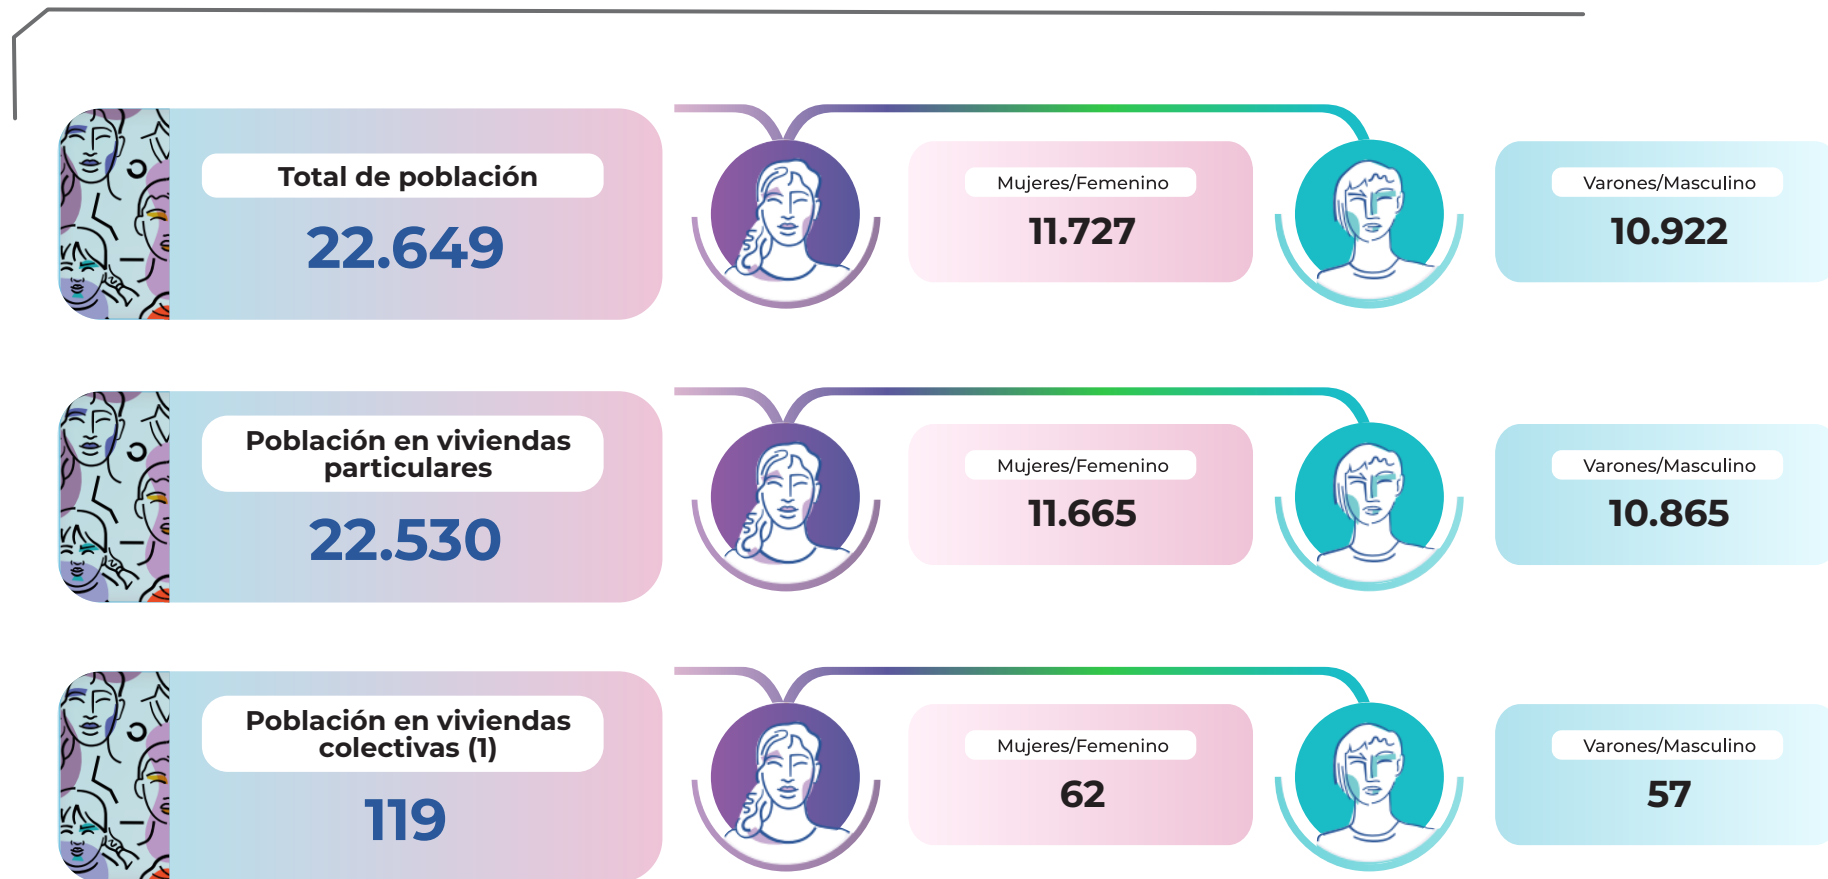 Total de población
22.649
Mujeres/Femenino
11.727
Varones/Masculino
10.922
Población en viviendas
particulares
22.530
Mujeres/Femenino
11.665
Varones/Masculino
10.865
Población en viviendas
colectivas (1)
119
Mujeres/Femenino
62
Varones/Masculino
57